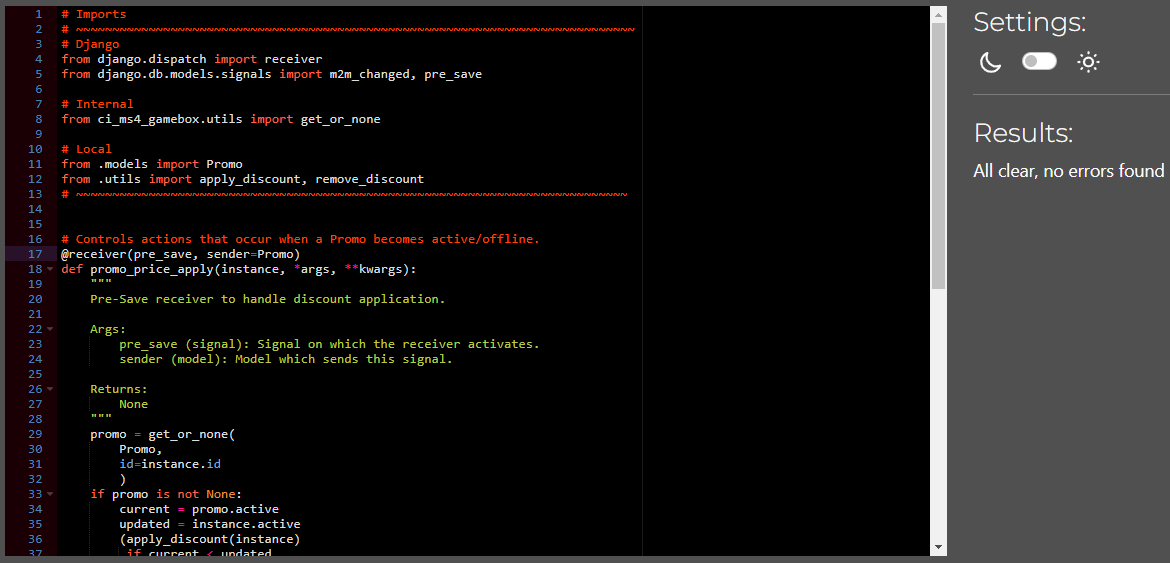 1 # Imports
2 # ~~~~~~~~~~~~~~~~~~~~~~~~~~~~~~~~~~~~~~~~~~~~~~~~~~~~~~~~~~~~~~~~~~~~~~~~~~~~~
3 # Django
4 from django.dispatch import receiver
5 from django.db.models.signals import m2m_changed, pre_save
6
7 # Internal
8 from ci_ms4_gamebox.utils import get_or_none
9
10 # Local
11 from .models import Promo
12 from .utils import apply_discount, remove_discount
13 # ~~~~~~~~~~~~~~~~~~~~~~~~~~~~~~~~~~~~~~~~~~~~~~~~~~~~~~~~~~~~~~~~~~~~~~~~~~~~
14
15
16 # Controls actions that occur when a Promo becomes active/offline.
17 @receiver(pre_save, sender=Promo)
18 def promo_price_apply(instance, *args, **kwargs):
19     """
20     Pre-Save receiver to handle discount application.
21
22     Args:
23         pre_save (signal): Signal on which the receiver activates.
24         sender (model): Model which sends this signal.
25
26     Returns:
27         None
28     """
29     promo = get_or_none(
30         Promo,
31         id=instance.id
32         )
33     if promo is not None:
34         current = promo.active
35         updated = instance.active
36         (apply_discount(instance)
37          if current < updated
Settings:
Results:
All clear, no errors found